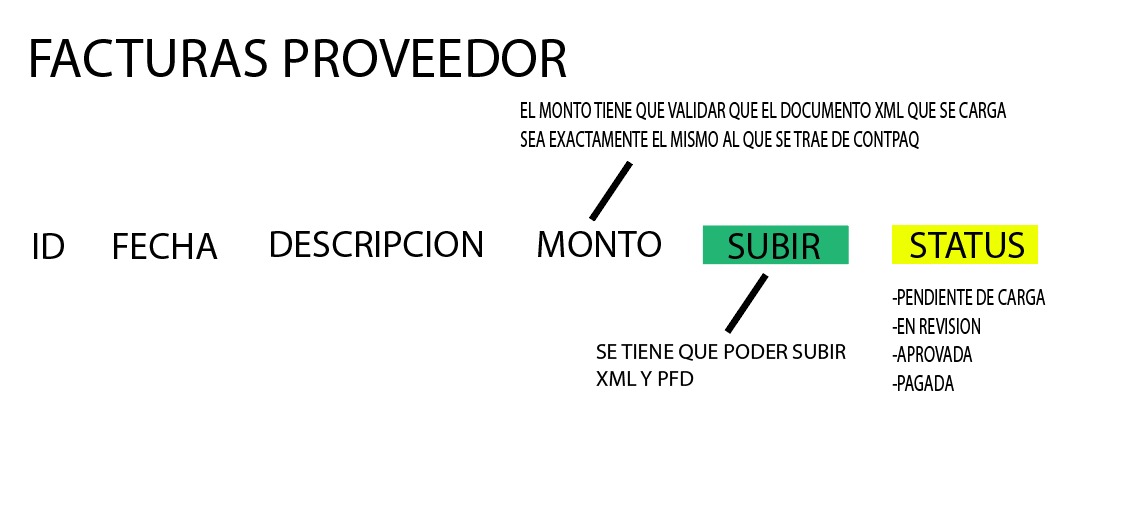 FACTURAS PROVEEDOR
EL MONTO TIENE QUE VALIDAR QUE EL DOCUMENTO XML QUE SE CARGA
SEA EXACTAMENTE EL MISMO AL QUE SE TRAE DE CONTPAQ
ID FECHA DESCRIPCION MONTO SUBIR STATUS
-PENDIENTE DE CARGA
-EN REVISION
-APROVADA
-PAGADA
SE TIENE QUE PODER SUBIR
XML Y PFD